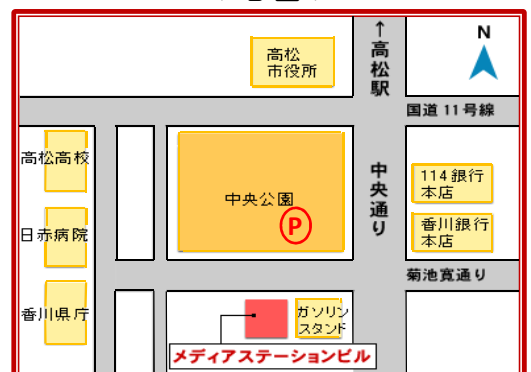 ↑高松駅
N
高松
市役所
国道11号線
高松高校
中央公園
P
中央通り
114銀行
本店
日赤病院
香川銀行
本店
菊池寛通り
香川県庁
ガソリン
スタンド
メディアステーションビル